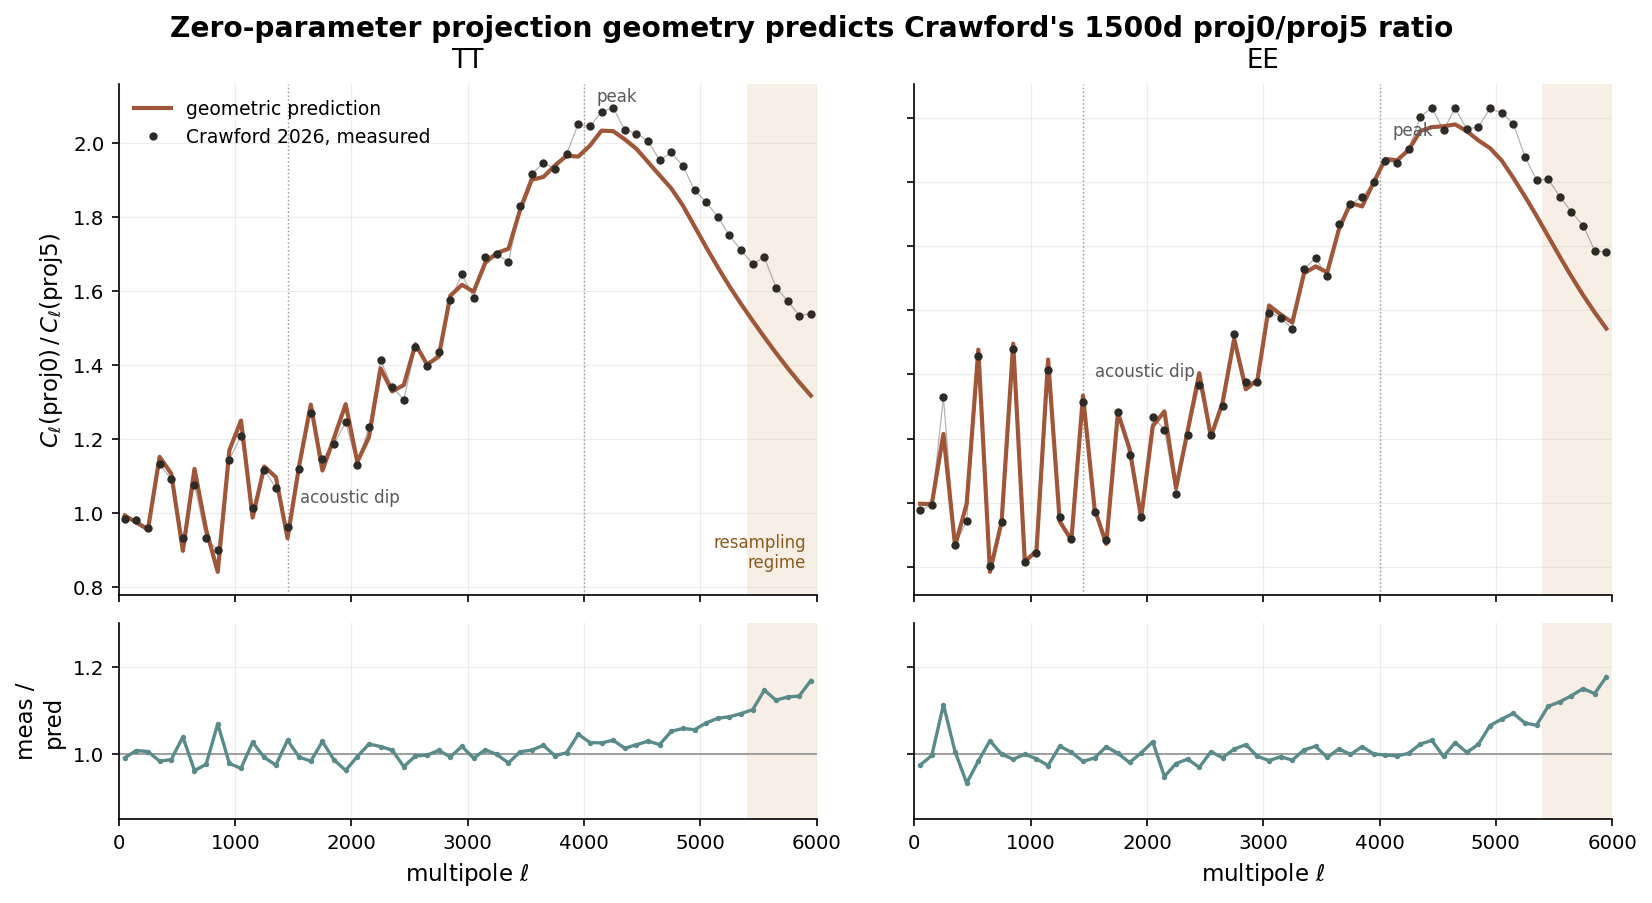 Zero-parameter projection geometry predicts Crawford's 1500d proj0/proj5 ratio
TT
EE
geometric prediction
Crawford 2026, measured
peak
acoustic dip
resampling
regime
2.0
1.8
1.6
1.4
1.2
1.0
0.8
Cℓ(proj0) / Cℓ(proj5)
peak
acoustic dip
1.2
1.0
meas /
pred
0 1000 2000 3000 4000 5000 6000
multipole ℓ
0 1000 2000 3000 4000 5000 6000
multipole ℓ